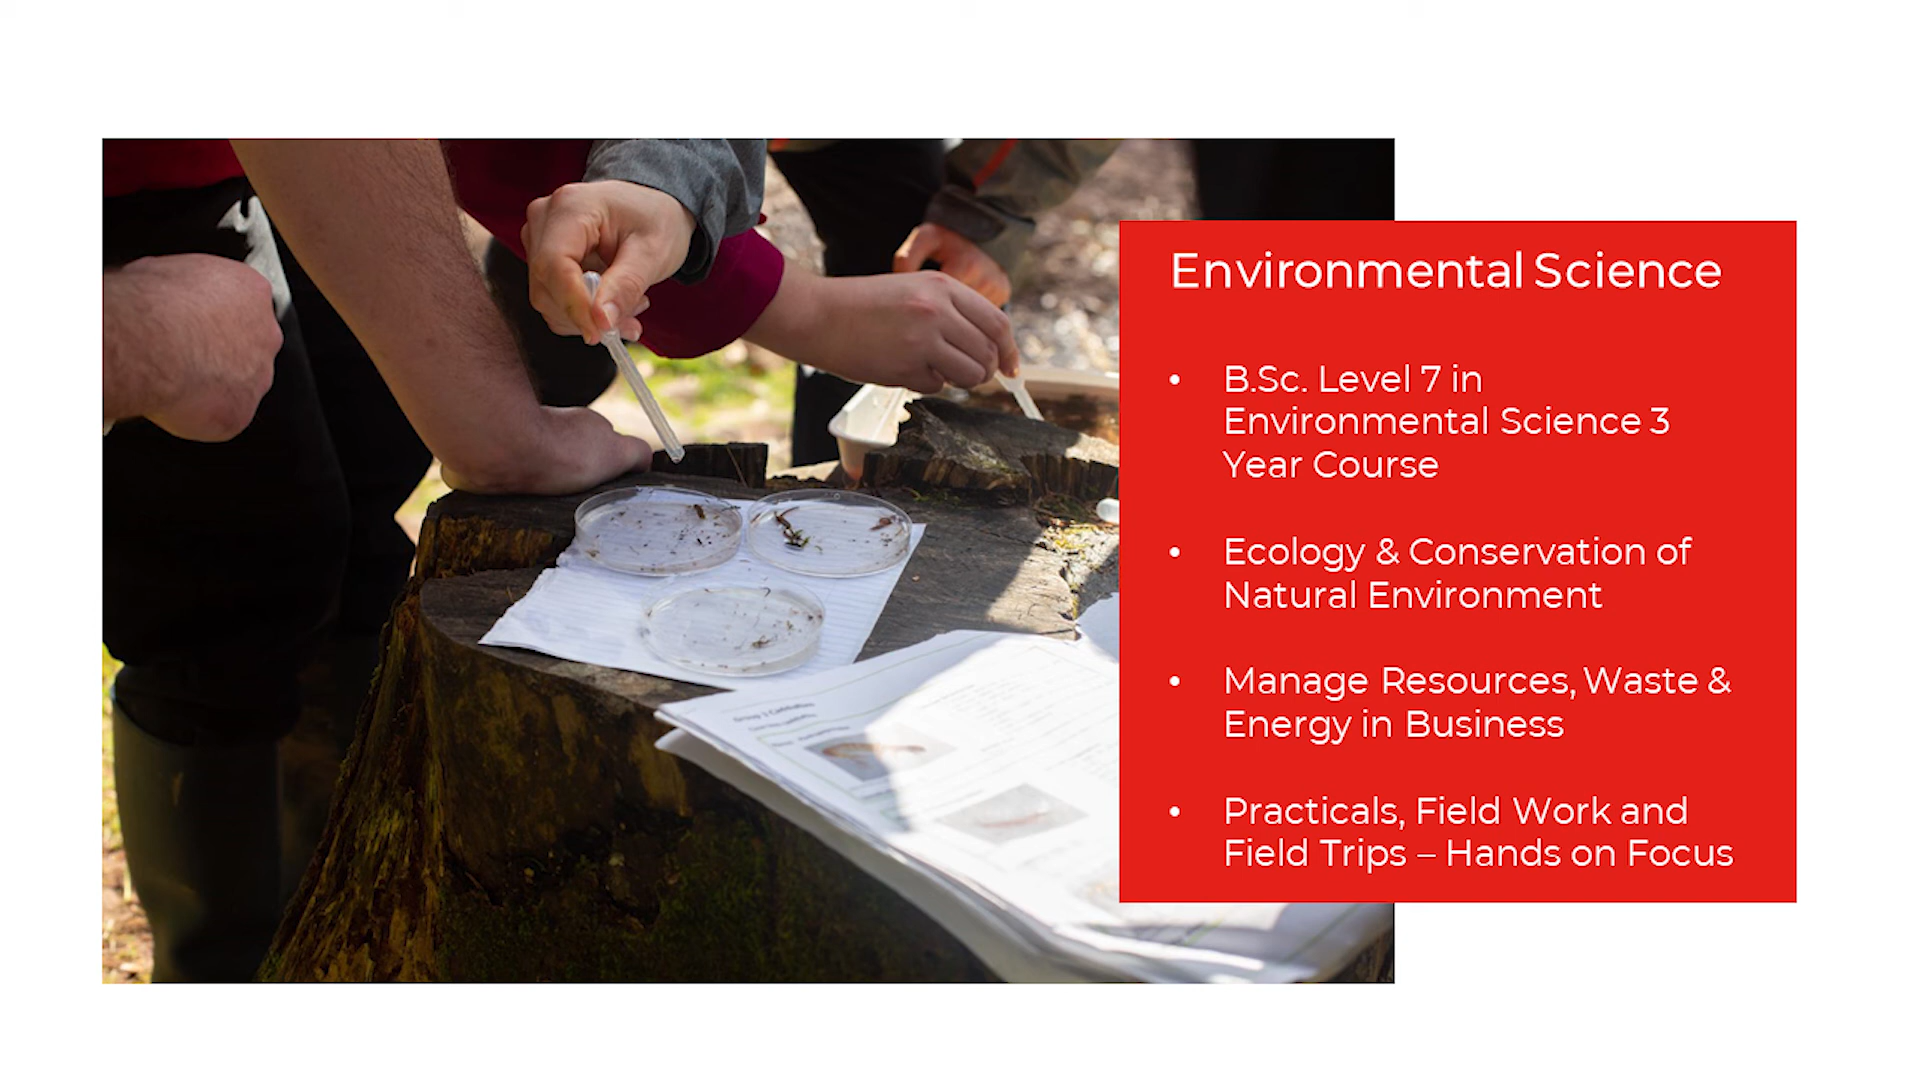 Environmental Science
• B.Sc. Level 7 in
Environmental Science 3
Year Course
• Ecology & Conservation of
Natural Environment
• Manage Resources, Waste &
Energy in Business
• Practicals, Field Work and
Field Trips – Hands on Focus